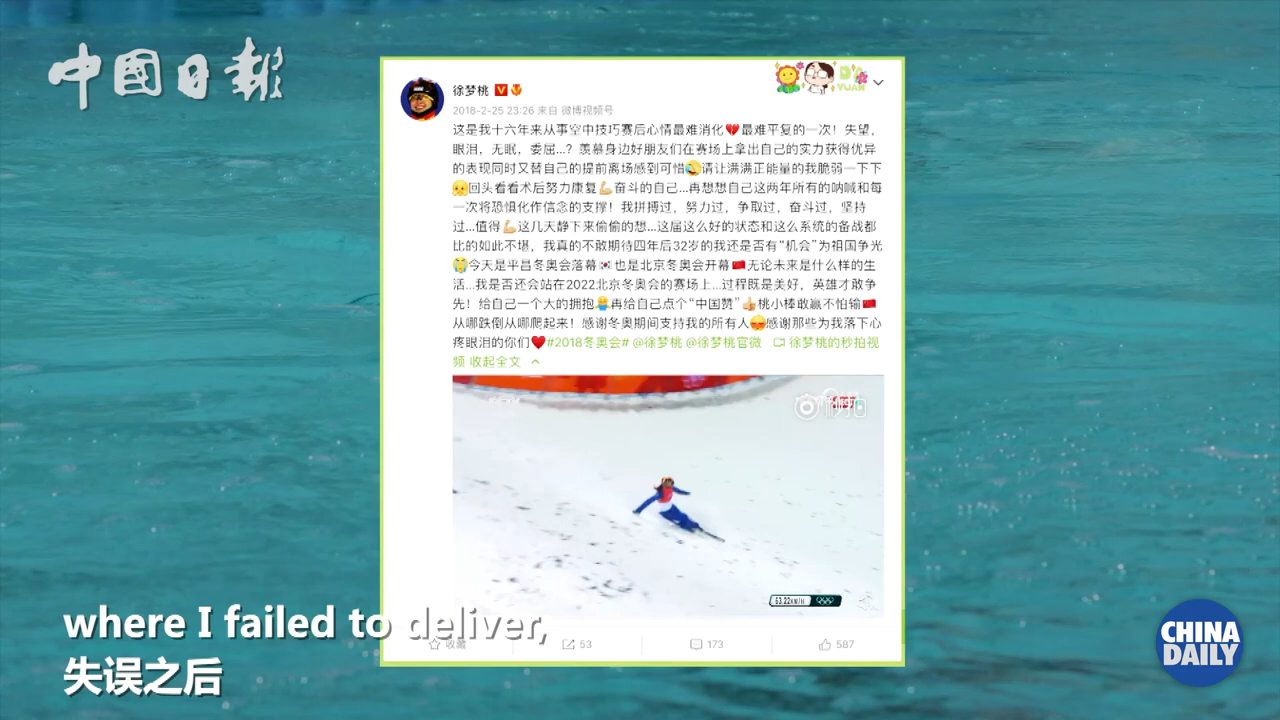 中国日報
徐梦桃
2018-2-25 23:26 来自 微博视频号
这是我十六年来从事空中技巧赛后心情最难消化💔最难平复的一次！失望，
眼泪，无眠，委屈...？羡慕身边好朋友们在赛场上拿出自己的实力获得优异
的表现同时又替自己的提前离场感到可惜😪请让满满正能量的我脆弱一下下
🥺回头看看术后努力康复💪🏻奋斗的自己...再想想自己这两年所有的呐喊和每
一次将恐惧化作信念的支撑！我拼搏过，努力过，争取过，奋斗过，坚持
过...值得💪🏻这几天静下来偷偷的想...这届这么好的状态和这么系统的备战都
比的如此不堪，我真的不敢期待四年后32岁的我还是否有“机会”为祖国争光
😭今天是平昌冬奥会落幕🇰🇷也是北京冬奥会开幕🇨🇳无论未来是什么样的生
活...我是否还会站在2022北京冬奥会的赛场上...过程既是美好，英雄才敢争
先！给自己一个大的拥抱🤗再给自己点个“中国赞”👍🏻桃小棒敢赢不怕输🇨🇳
从哪跌倒从哪爬起来！感谢冬奥期间支持我的所有人😍感谢那些为我落下心
疼眼泪的你们❤️#2018冬奥会# @徐梦桃 @徐梦桃官微 徐梦桃的秒拍视
频 收起全文
秒拍
63.22KM/H
收藏 53 173 587
where I failed to deliver,
失误之后
CHINA
DAILY